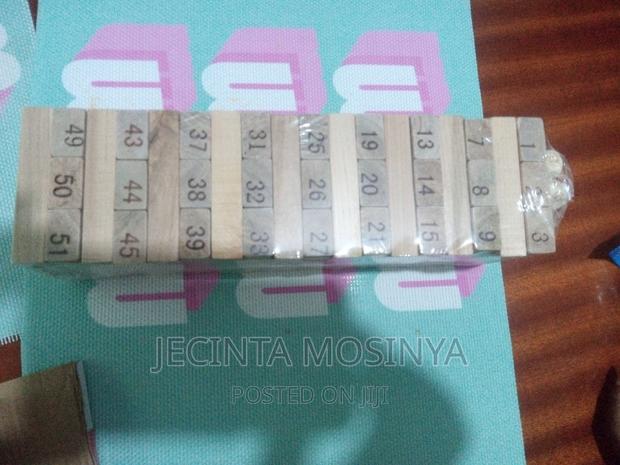 49 43 37 31 25 19 13 7 1
50 44 38 32 26 20 14 8
51 45 39 33 27 21 15 9 3
JECINTA MOSINYA
POSTED ON JIJI